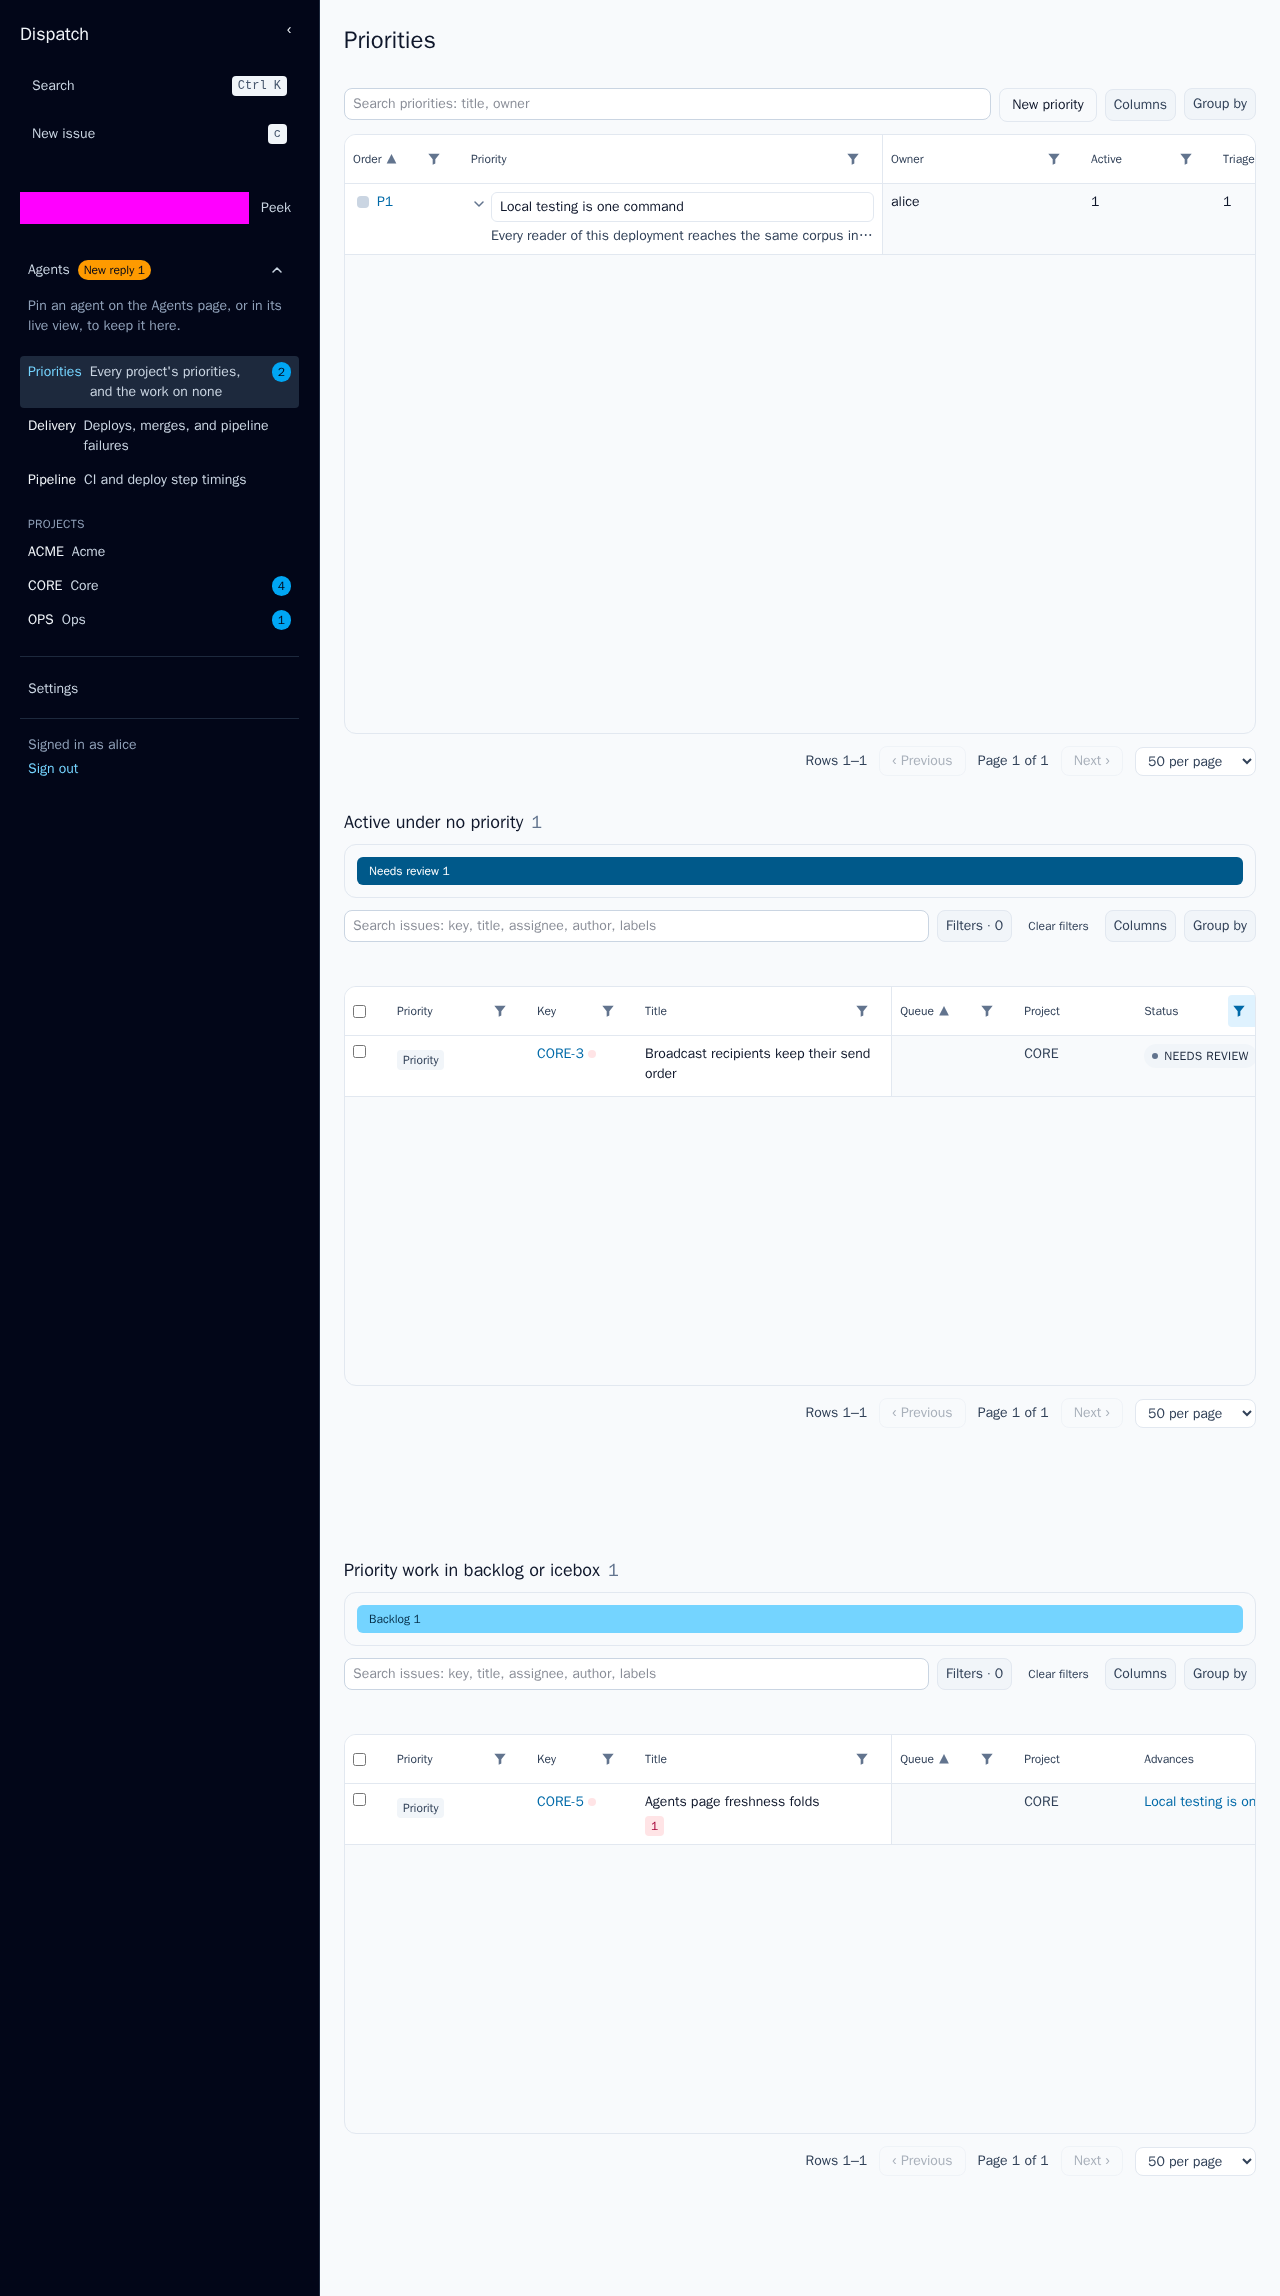 Dispatch
‹
Search
Ctrl K
New issue
C
Peek
Agents
New reply 1
Pin an agent on the Agents page, or in its
live view, to keep it here.
Priorities
Every project's priorities,
and the work on none
2
Delivery
Deploys, merges, and pipeline
failures
Pipeline
CI and deploy step timings
PROJECTS
ACME Acme
CORE Core
4
OPS Ops
1
Settings
Signed in as alice
Sign out
Priorities
Search priorities: title, owner
New priority
Columns
Group by
Order ▲
Priority
Owner
Active
Triage
P1
Local testing is one command
Every reader of this deployment reaches the same corpus in…
alice
1
1
Rows 1–1
‹ Previous
Page 1 of 1
Next ›
50 per page
Active under no priority 1
Needs review 1
Search issues: key, title, assignee, author, labels
Filters · 0
Clear filters
Columns
Group by
Priority
Key
Title
Queue ▲
Project
Status
Priority
CORE-3
Broadcast recipients keep their send
order
CORE
NEEDS REVIEW
Rows 1–1
‹ Previous
Page 1 of 1
Next ›
50 per page
Priority work in backlog or icebox 1
Backlog 1
Search issues: key, title, assignee, author, labels
Filters · 0
Clear filters
Columns
Group by
Priority
Key
Title
Queue ▲
Project
Advances
Priority
CORE-5
Agents page freshness folds
1
CORE
Local testing is on
Rows 1–1
‹ Previous
Page 1 of 1
Next ›
50 per page